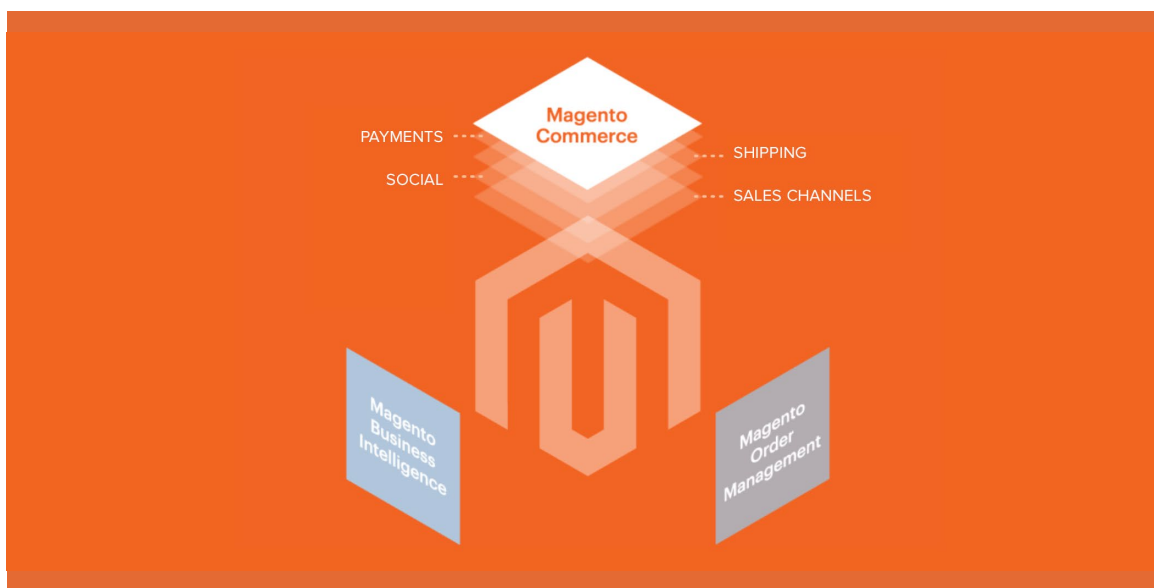 Magento
Commerce
PAYMENTS
SHIPPING
SOCIAL
SALES CHANNELS
Magento
Business
Intelligence
Magento
Order
Management